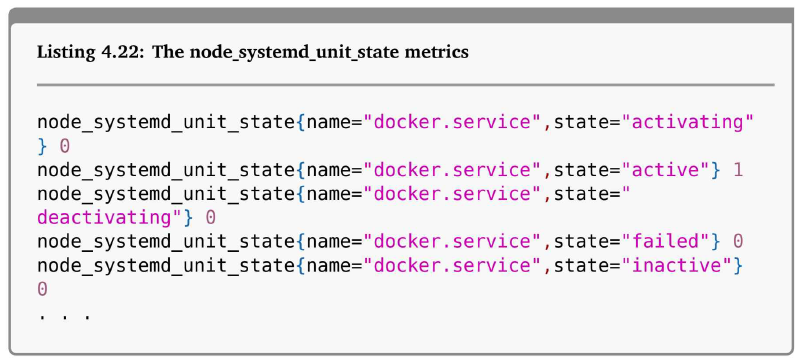 Listing 4.22: The node_systemd_unit_state metrics
node_systemd_unit_state{name="docker.service",state="activating"
} 0
node_systemd_unit_state{name="docker.service",state="active"} 1
node_systemd_unit_state{name="docker.service",state="
deactivating"} 0
node_systemd_unit_state{name="docker.service",state="failed"} 0
node_systemd_unit_state{name="docker.service",state="inactive"}
0
. . .